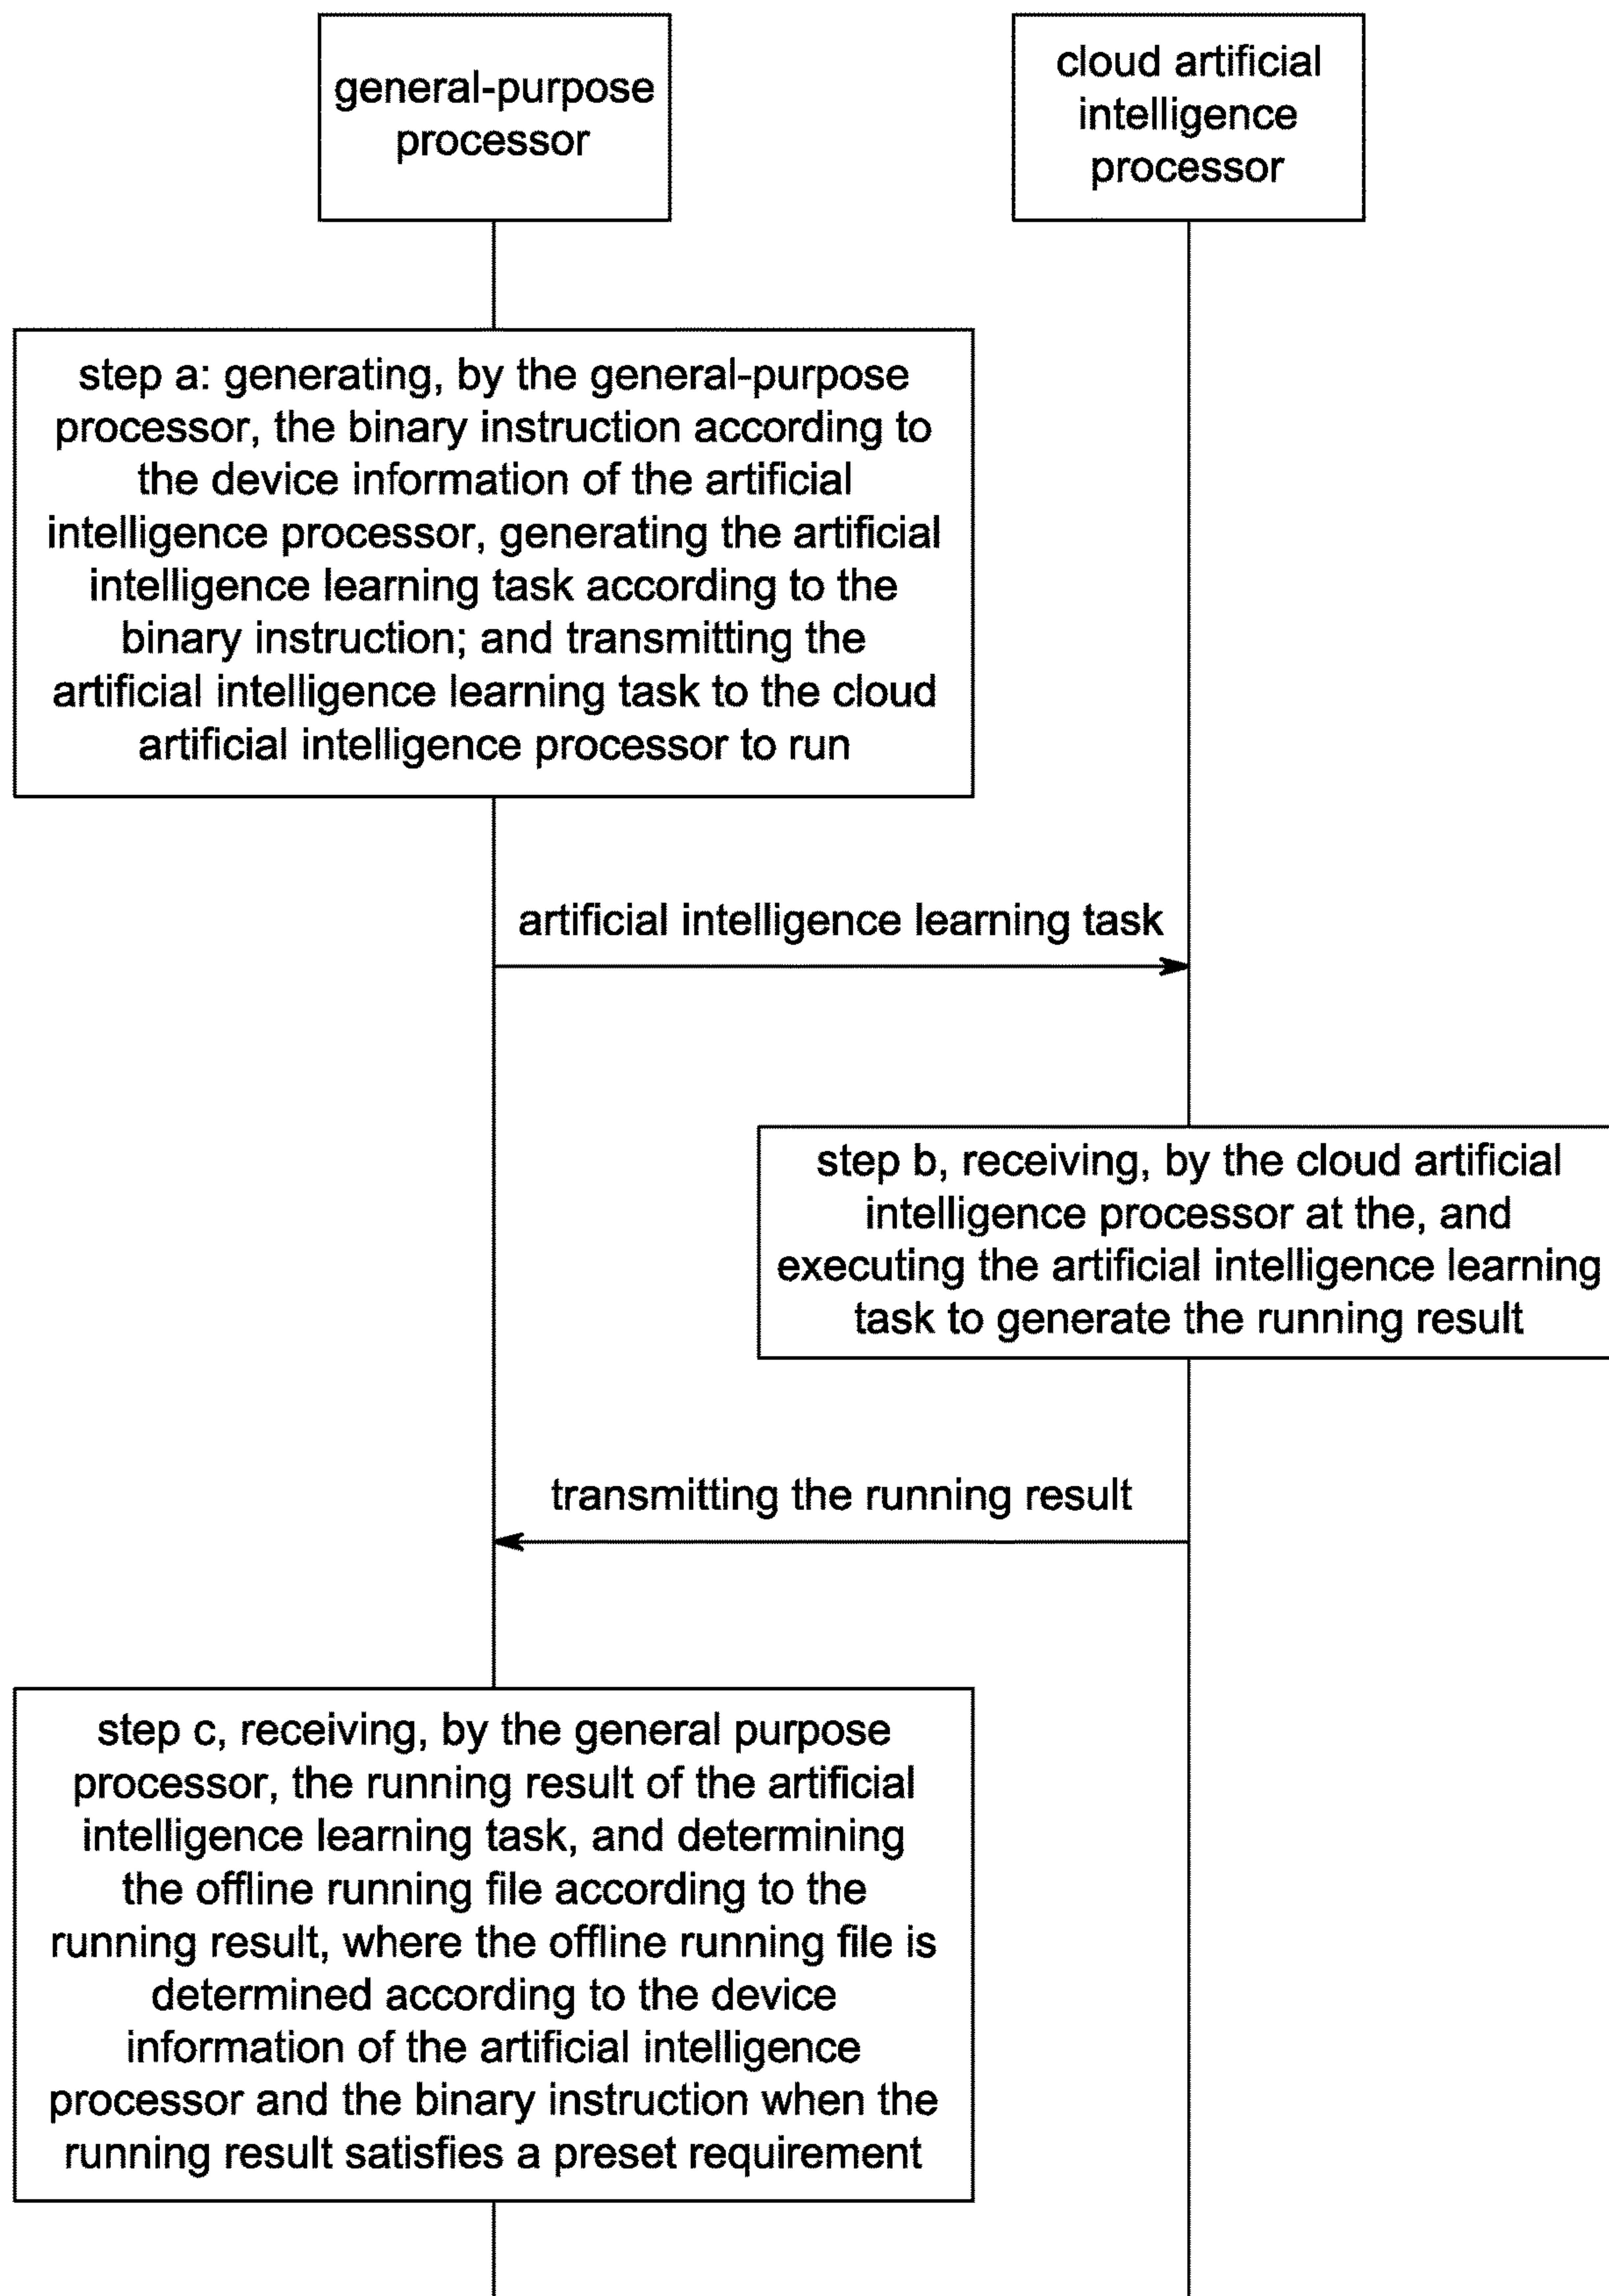 general-purpose
processor
cloud artificial
intelligence
processor
step a: generating, by the general-purpose
processor, the binary instruction according to
the device information of the artificial
intelligence processor, generating the artificial
intelligence learning task according to the
binary instruction; and transmitting the
artificial intelligence learning task to the cloud
artificial intelligence processor to run
artificial intelligence learning task
step b, receiving, by the cloud artificial
intelligence processor at the, and
executing the artificial intelligence learning
task to generate the running result
transmitting the running result
step c, receiving, by the general purpose
processor, the running result of the artificial
intelligence learning task, and determining
the offline running file according to the
running result, where the offline running file is
determined according to the device
information of the artificial intelligence
processor and the binary instruction when the
running result satisfies a preset requirement